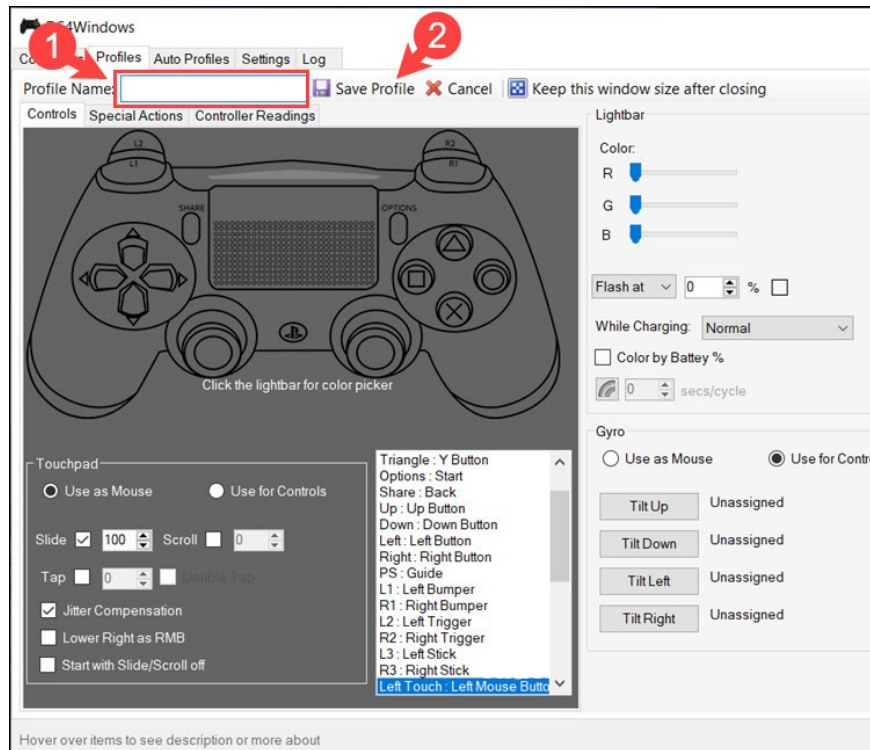 DS4Windows
1
2
Profiles Auto Profiles Settings Log
Profile Name: Save Profile Cancel Keep this window size after closing
Controls Special Actions Controller Readings
L2
L1
R2
R1
SHARE
OPTIONS
Click the lightbar for color picker
Touchpad
Use as Mouse Use for Controls
Slide 100 Scroll 0
Tap 0 Double Tap
Jitter Compensation
Lower Right as RMB
Start with Slide/Scroll off
Triangle : Y Button
Options : Start
Share : Back
Up : Up Button
Down : Down Button
Left : Left Button
Right : Right Button
PS : Guide
L1 : Left Bumper
R1 : Right Bumper
L2 : Left Trigger
R2 : Right Trigger
L3 : Left Stick
R3 : Right Stick
Left Touch : Left Mouse Butto
Lightbar
Color:
R
G
B
Flash at 0 %
While Charging: Normal
Color by Battey %
0 secs/cycle
Gyro
Use as Mouse Use for Contr
Tilt Up Unassigned
Tilt Down Unassigned
Tilt Left Unassigned
Tilt Right Unassigned
Hover over items to see description or more about